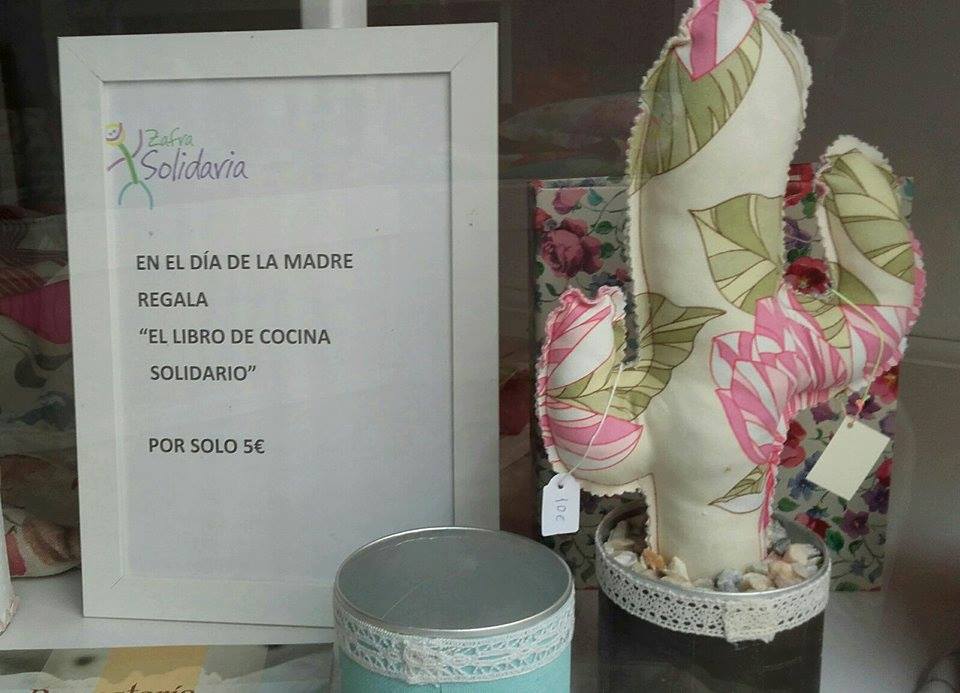 Zafra
Solidaria
EN EL DÍA DE LA MADRE
REGALA
“EL LIBRO DE COCINA
SOLIDARIO”
POR SOLO 5€
10€